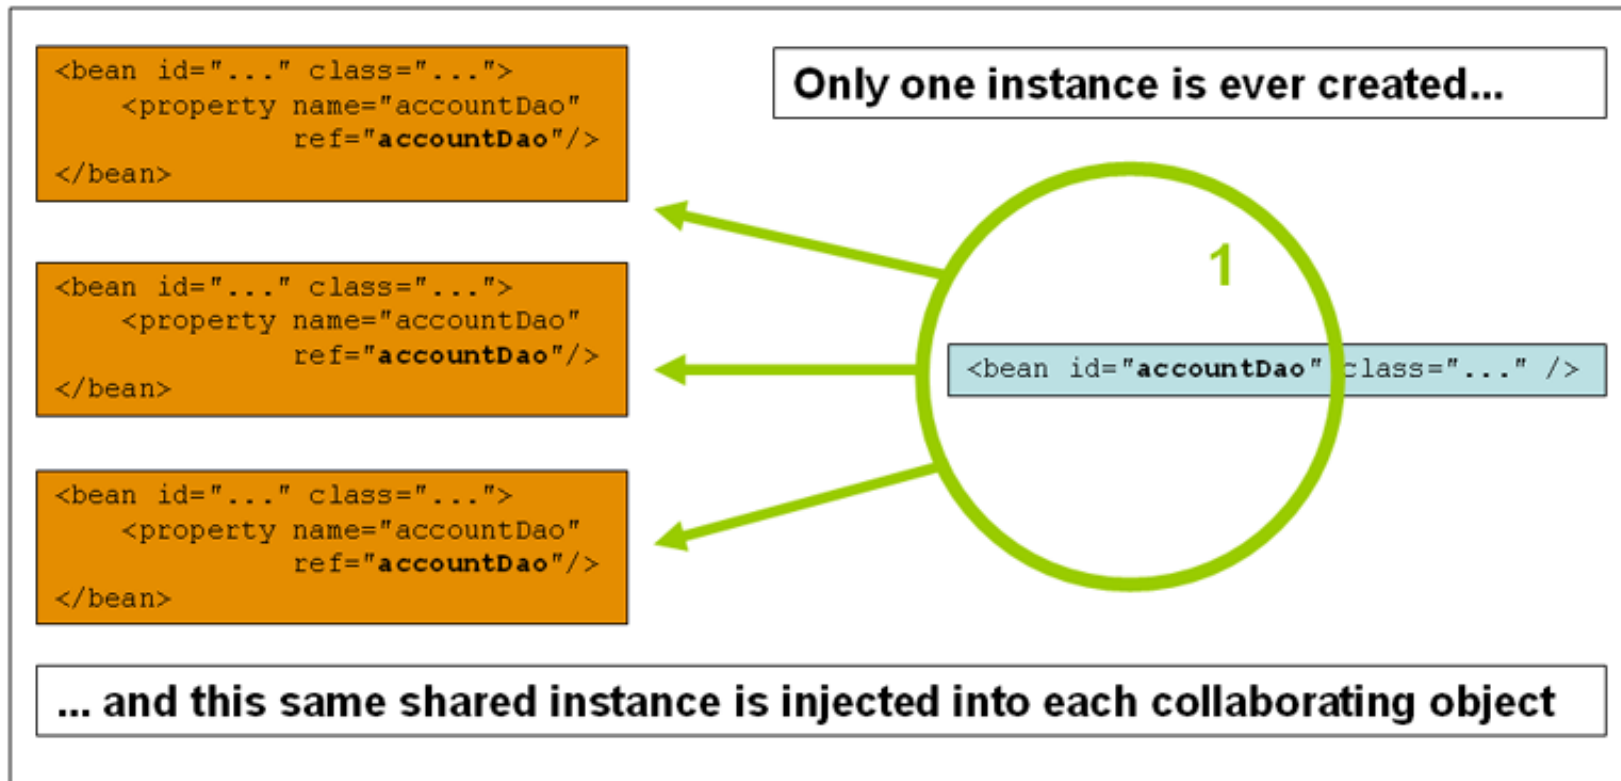 <bean id="..." class="...">
    <property name="accountDao"
              ref="accountDao"/>
</bean>
Only one instance is ever created...
<bean id="..." class="...">
    <property name="accountDao"
              ref="accountDao"/>
</bean>
1
<bean id="accountDao" class="..." />
<bean id="..." class="...">
    <property name="accountDao"
              ref="accountDao"/>
</bean>
... and this same shared instance is injected into each collaborating object